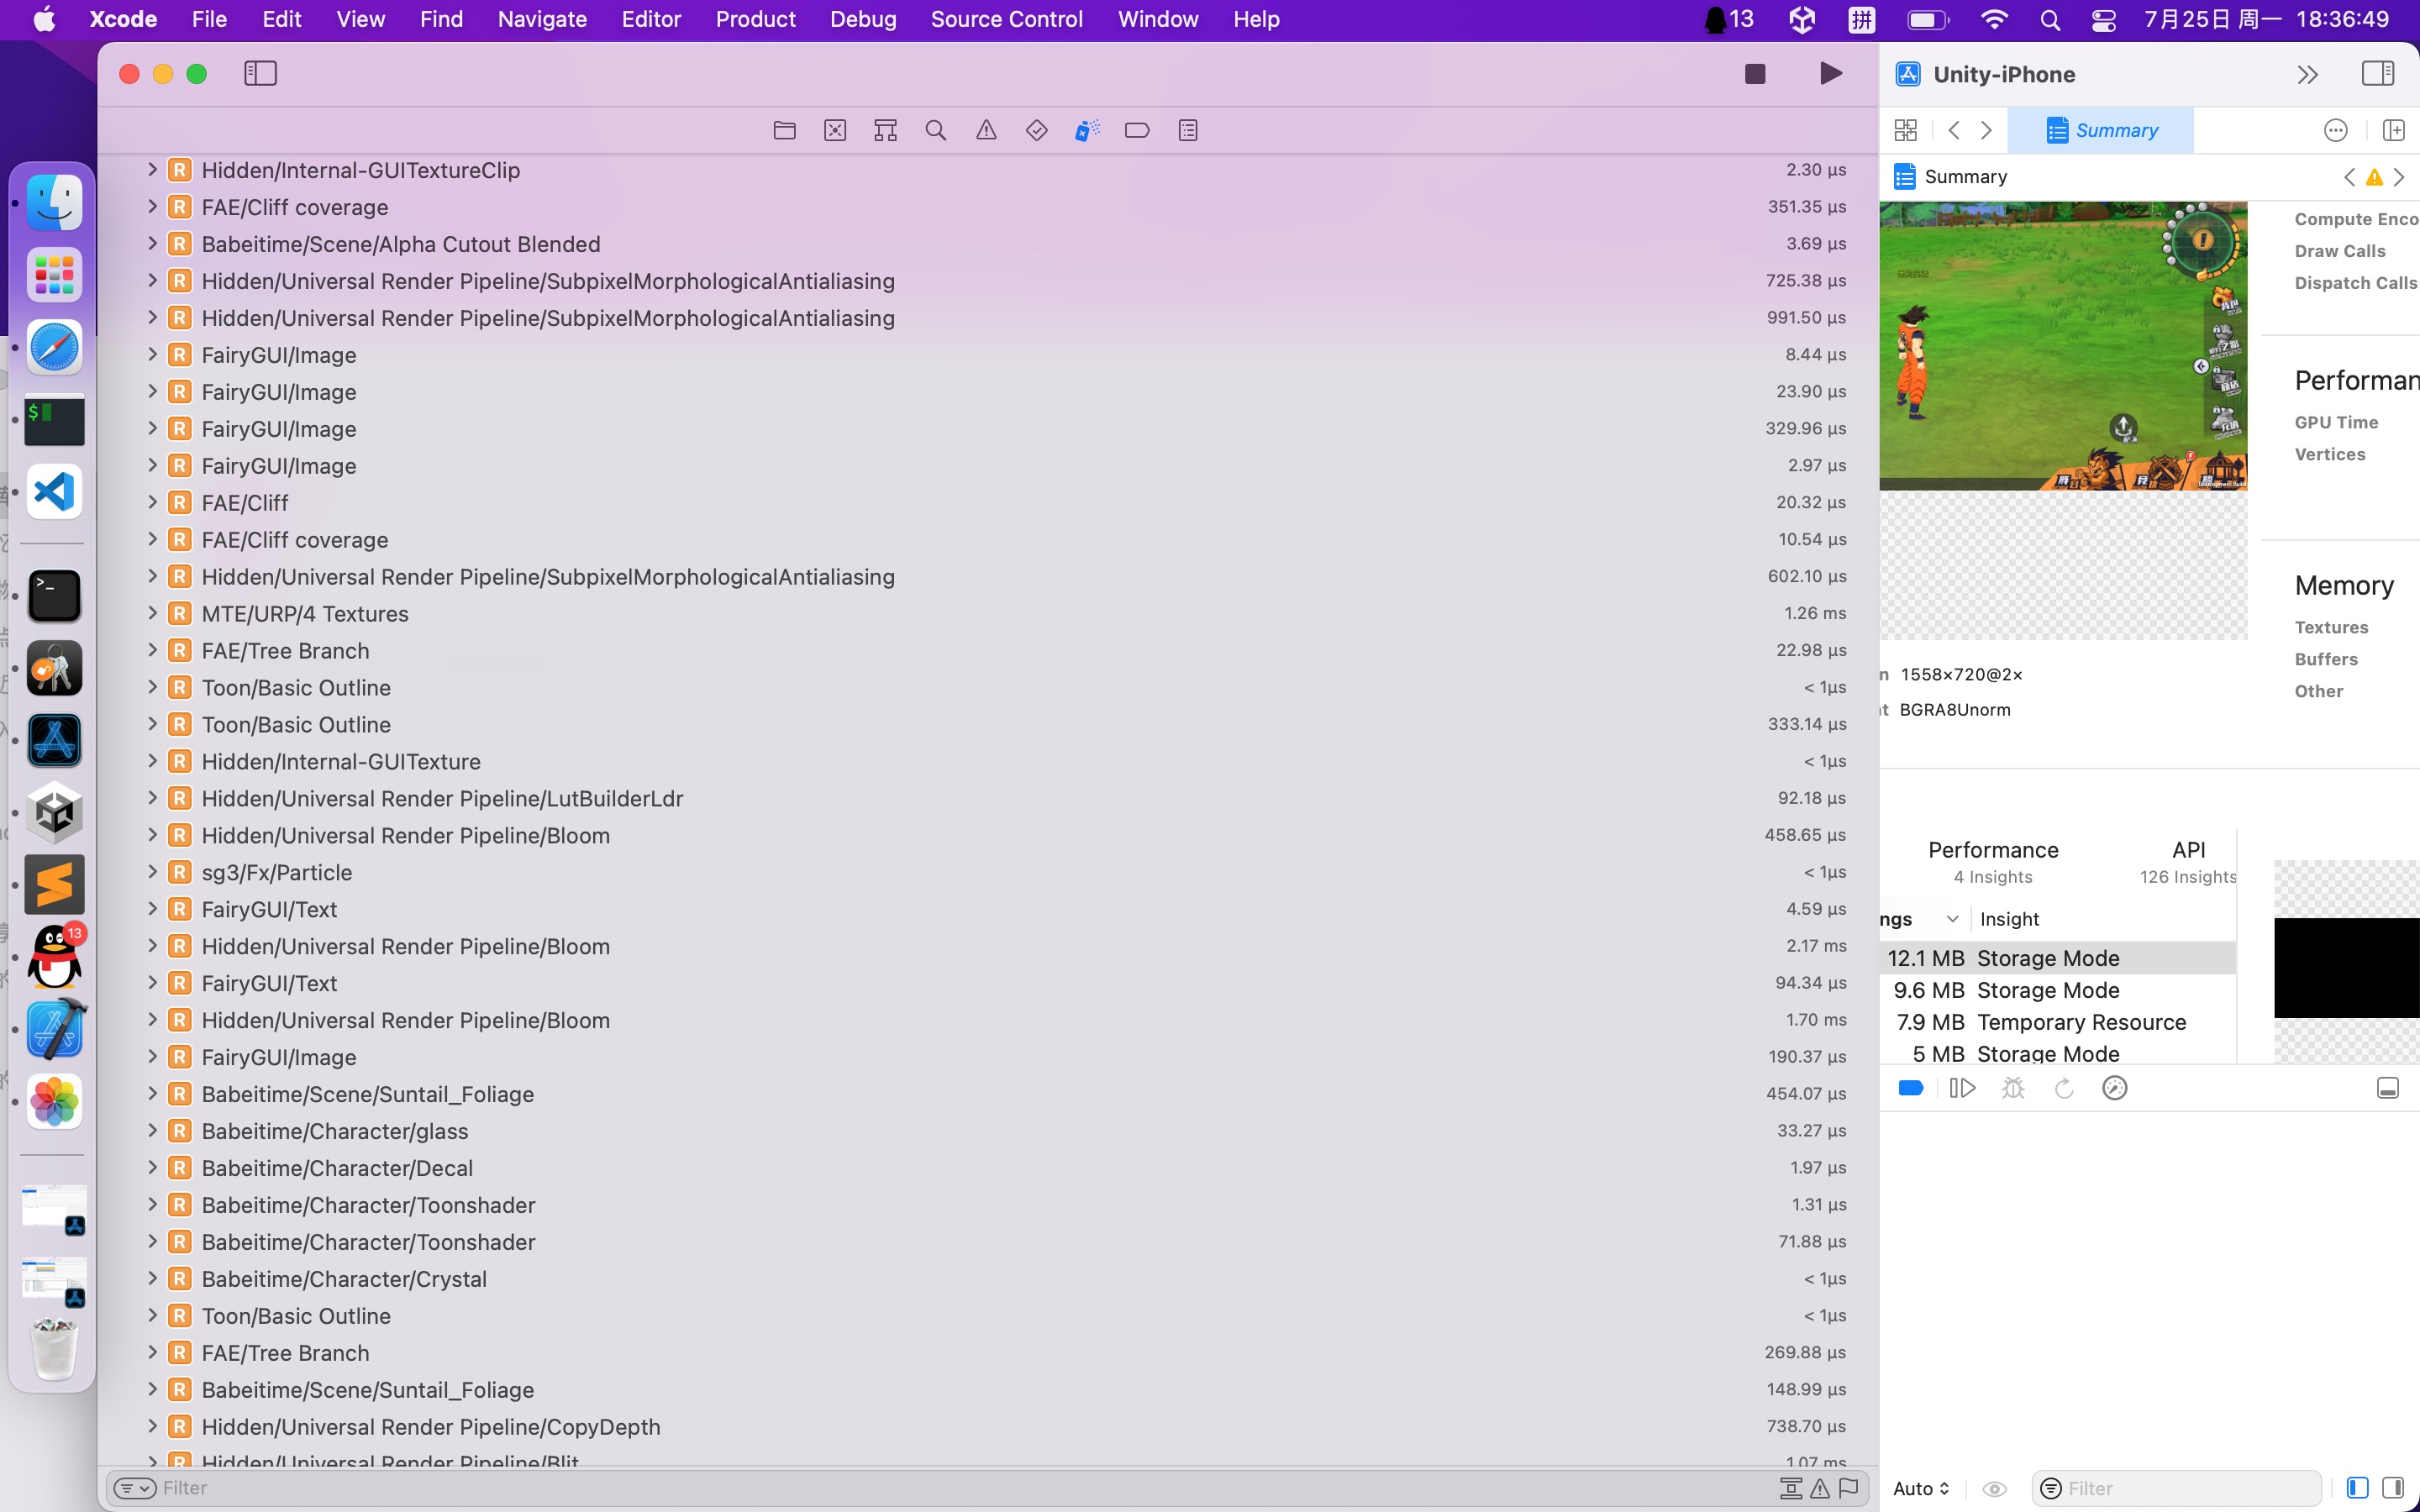 Xcode File Edit View Find Navigate Editor Product Debug Source Control Window Help 13 拼 7月25日 周一 18:36:49
Unity-iPhone
Summary
Summary
Hidden/Internal-GUITextureClip 2.30 µs
FAE/Cliff coverage 351.35 µs
Babeitime/Scene/Alpha Cutout Blended 3.69 µs
Hidden/Universal Render Pipeline/SubpixelMorphologicalAntialiasing 725.38 µs
Hidden/Universal Render Pipeline/SubpixelMorphologicalAntialiasing 991.50 µs
FairyGUI/Image 8.44 µs
FairyGUI/Image 23.90 µs
FairyGUI/Image 329.96 µs
FairyGUI/Image 2.97 µs
FAE/Cliff 20.32 µs
FAE/Cliff coverage 10.54 µs
Hidden/Universal Render Pipeline/SubpixelMorphologicalAntialiasing 602.10 µs
MTE/URP/4 Textures 1.26 ms
FAE/Tree Branch 22.98 µs
Toon/Basic Outline < 1µs
Toon/Basic Outline 333.14 µs
Hidden/Internal-GUITexture < 1µs
Hidden/Universal Render Pipeline/LutBuilderLdr 92.18 µs
Hidden/Universal Render Pipeline/Bloom 458.65 µs
sg3/Fx/Particle < 1µs
FairyGUI/Text 4.59 µs
Hidden/Universal Render Pipeline/Bloom 2.17 ms
FairyGUI/Text 94.34 µs
Hidden/Universal Render Pipeline/Bloom 1.70 ms
FairyGUI/Image 190.37 µs
Babeitime/Scene/Suntail_Foliage 454.07 µs
Babeitime/Character/glass 33.27 µs
Babeitime/Character/Decal 1.97 µs
Babeitime/Character/Toonshader 1.31 µs
Babeitime/Character/Toonshader 71.88 µs
Babeitime/Character/Crystal < 1µs
Toon/Basic Outline < 1µs
FAE/Tree Branch 269.88 µs
Babeitime/Scene/Suntail_Foliage 148.99 µs
Hidden/Universal Render Pipeline/CopyDepth 738.70 µs
Hidden/Universal Render Pipeline/Blit 1.07 ms
Filter
Compute Enco
Draw Calls
Dispatch Calls
Performan
GPU Time
Vertices
Memory
Textures
Buffers
Other
n 1558×720@2×
BGRA8Unorm
Performance API
4 Insights 126 Insights
ngs Insight
12.1 MB Storage Mode
9.6 MB Storage Mode
7.9 MB Temporary Resource
5 MB Storage Mode
Auto Filter
13